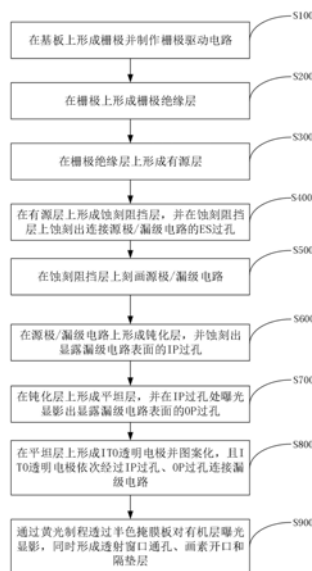 S100
在基板上形成栅极并制作栅极驱动电路
S200
在栅极上形成栅极绝缘层
S300
在栅极绝缘层上形成有源层
S400
在有源层上形成蚀刻阻挡层，并在蚀刻阻挡
层上蚀刻出连接源极/漏级电路的ES过孔
S500
在蚀刻阻挡层上刻画源极/漏级电路
S600
在源极/漏级电路上形成钝化层，并蚀刻出
显露漏级电路表面的IP过孔
S700
在钝化层上形成平坦层，并在IP过孔处曝光
显影出显露漏级电路表面的OP过孔
S800
在平坦层上形成ITO透明电极并图案化，且I
TO透明电极依次经过IP过孔、OP过孔连接漏
级电路
S900
通过黄光制程透过半色掩膜板对有机层曝光
显影，同时形成透射窗口通孔、画素开口和
隔垫层